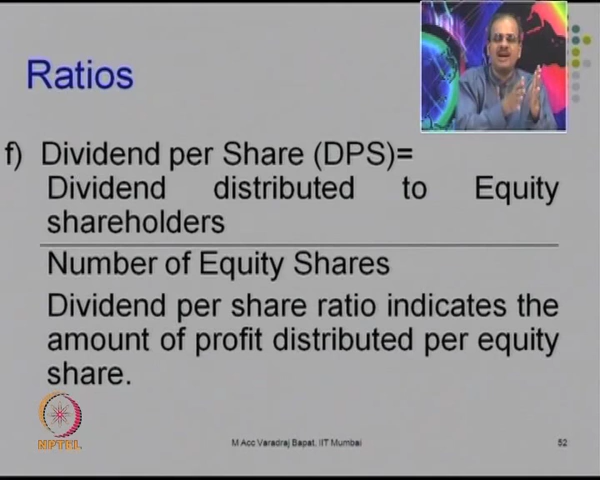 Ratios
f) Dividend per Share (DPS)=
Dividend distributed to Equity
shareholders
Number of Equity Shares
Dividend per share ratio indicates the
amount of profit distributed per equity
share.
NPTEL
M Acc Varadraj Bapat, IIT Mumbai
52